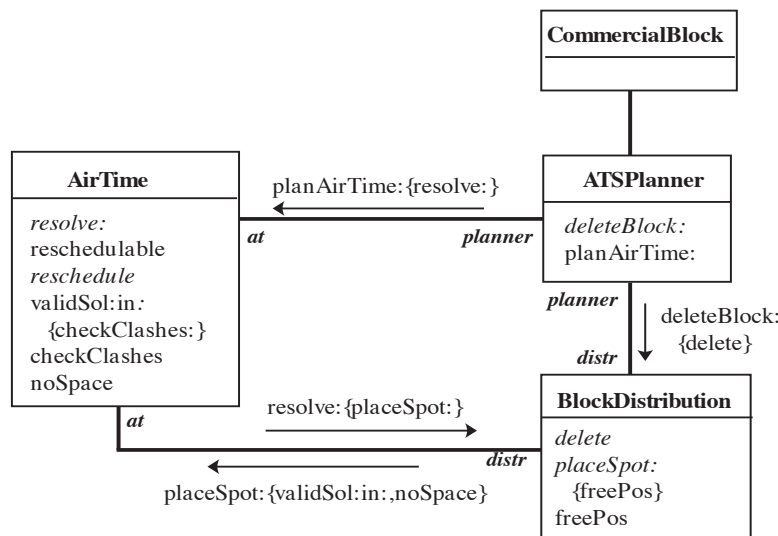 CommercialBlock
AirTime
resolve:
reschedulable
reschedule
validSol:in:
{checkClashes:}
checkClashes
noSpace
planAirTime:{resolve:}
at
planner
ATSPlanner
deleteBlock:
planAirTime:
planner
deleteBlock:
{delete}
distr
at
resolve:{placeSpot:}
distr
placeSpot:{validSol:in:,noSpace}
BlockDistribution
delete
placeSpot:
{freePos}
freePos